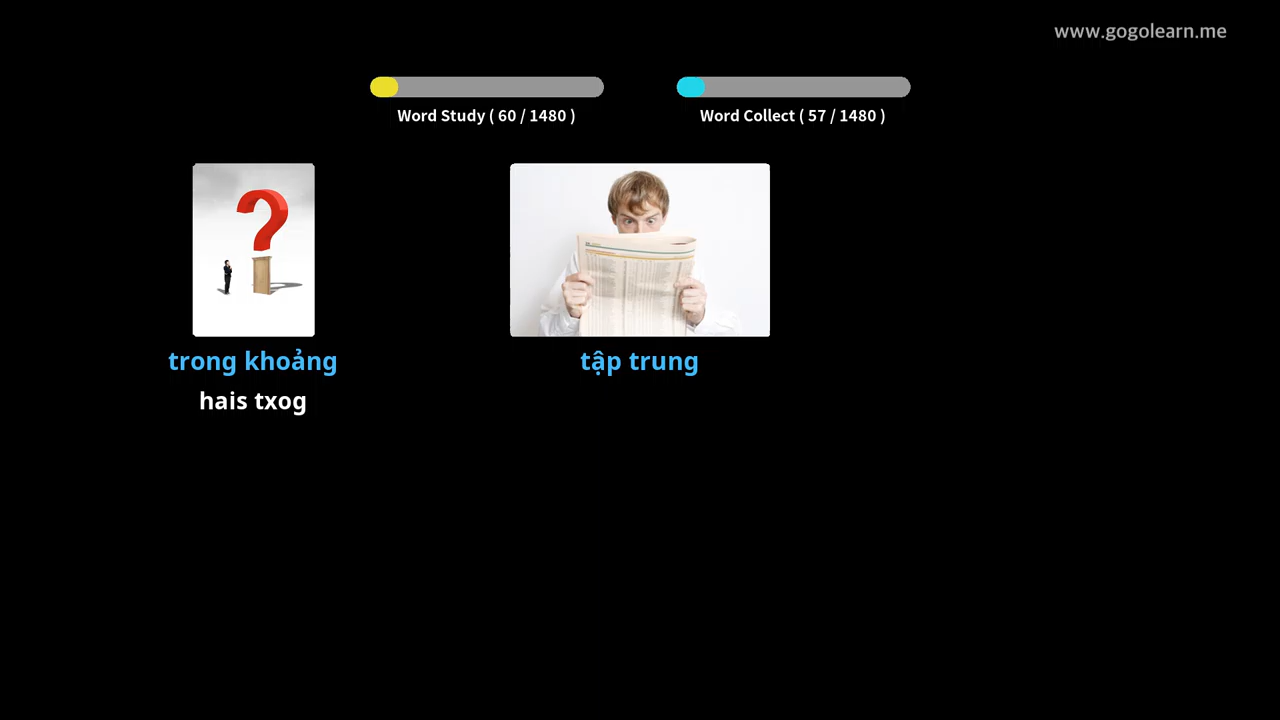 www.gogolearn.me
Word Study ( 60 / 1480 )
Word Collect ( 57 / 1480 )
trong khoảng
hais txog
tập trung